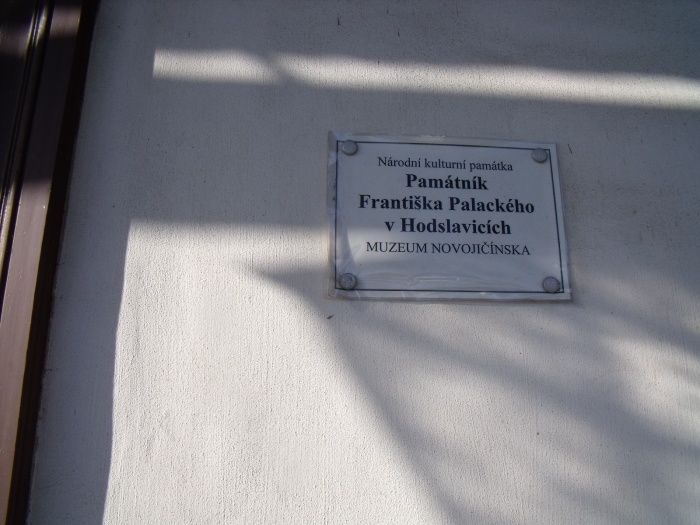 Národní kulturní památka
Památník
Františka Palackého
v Hodslavicích
MUZEUM NOVOJIČÍNSKA